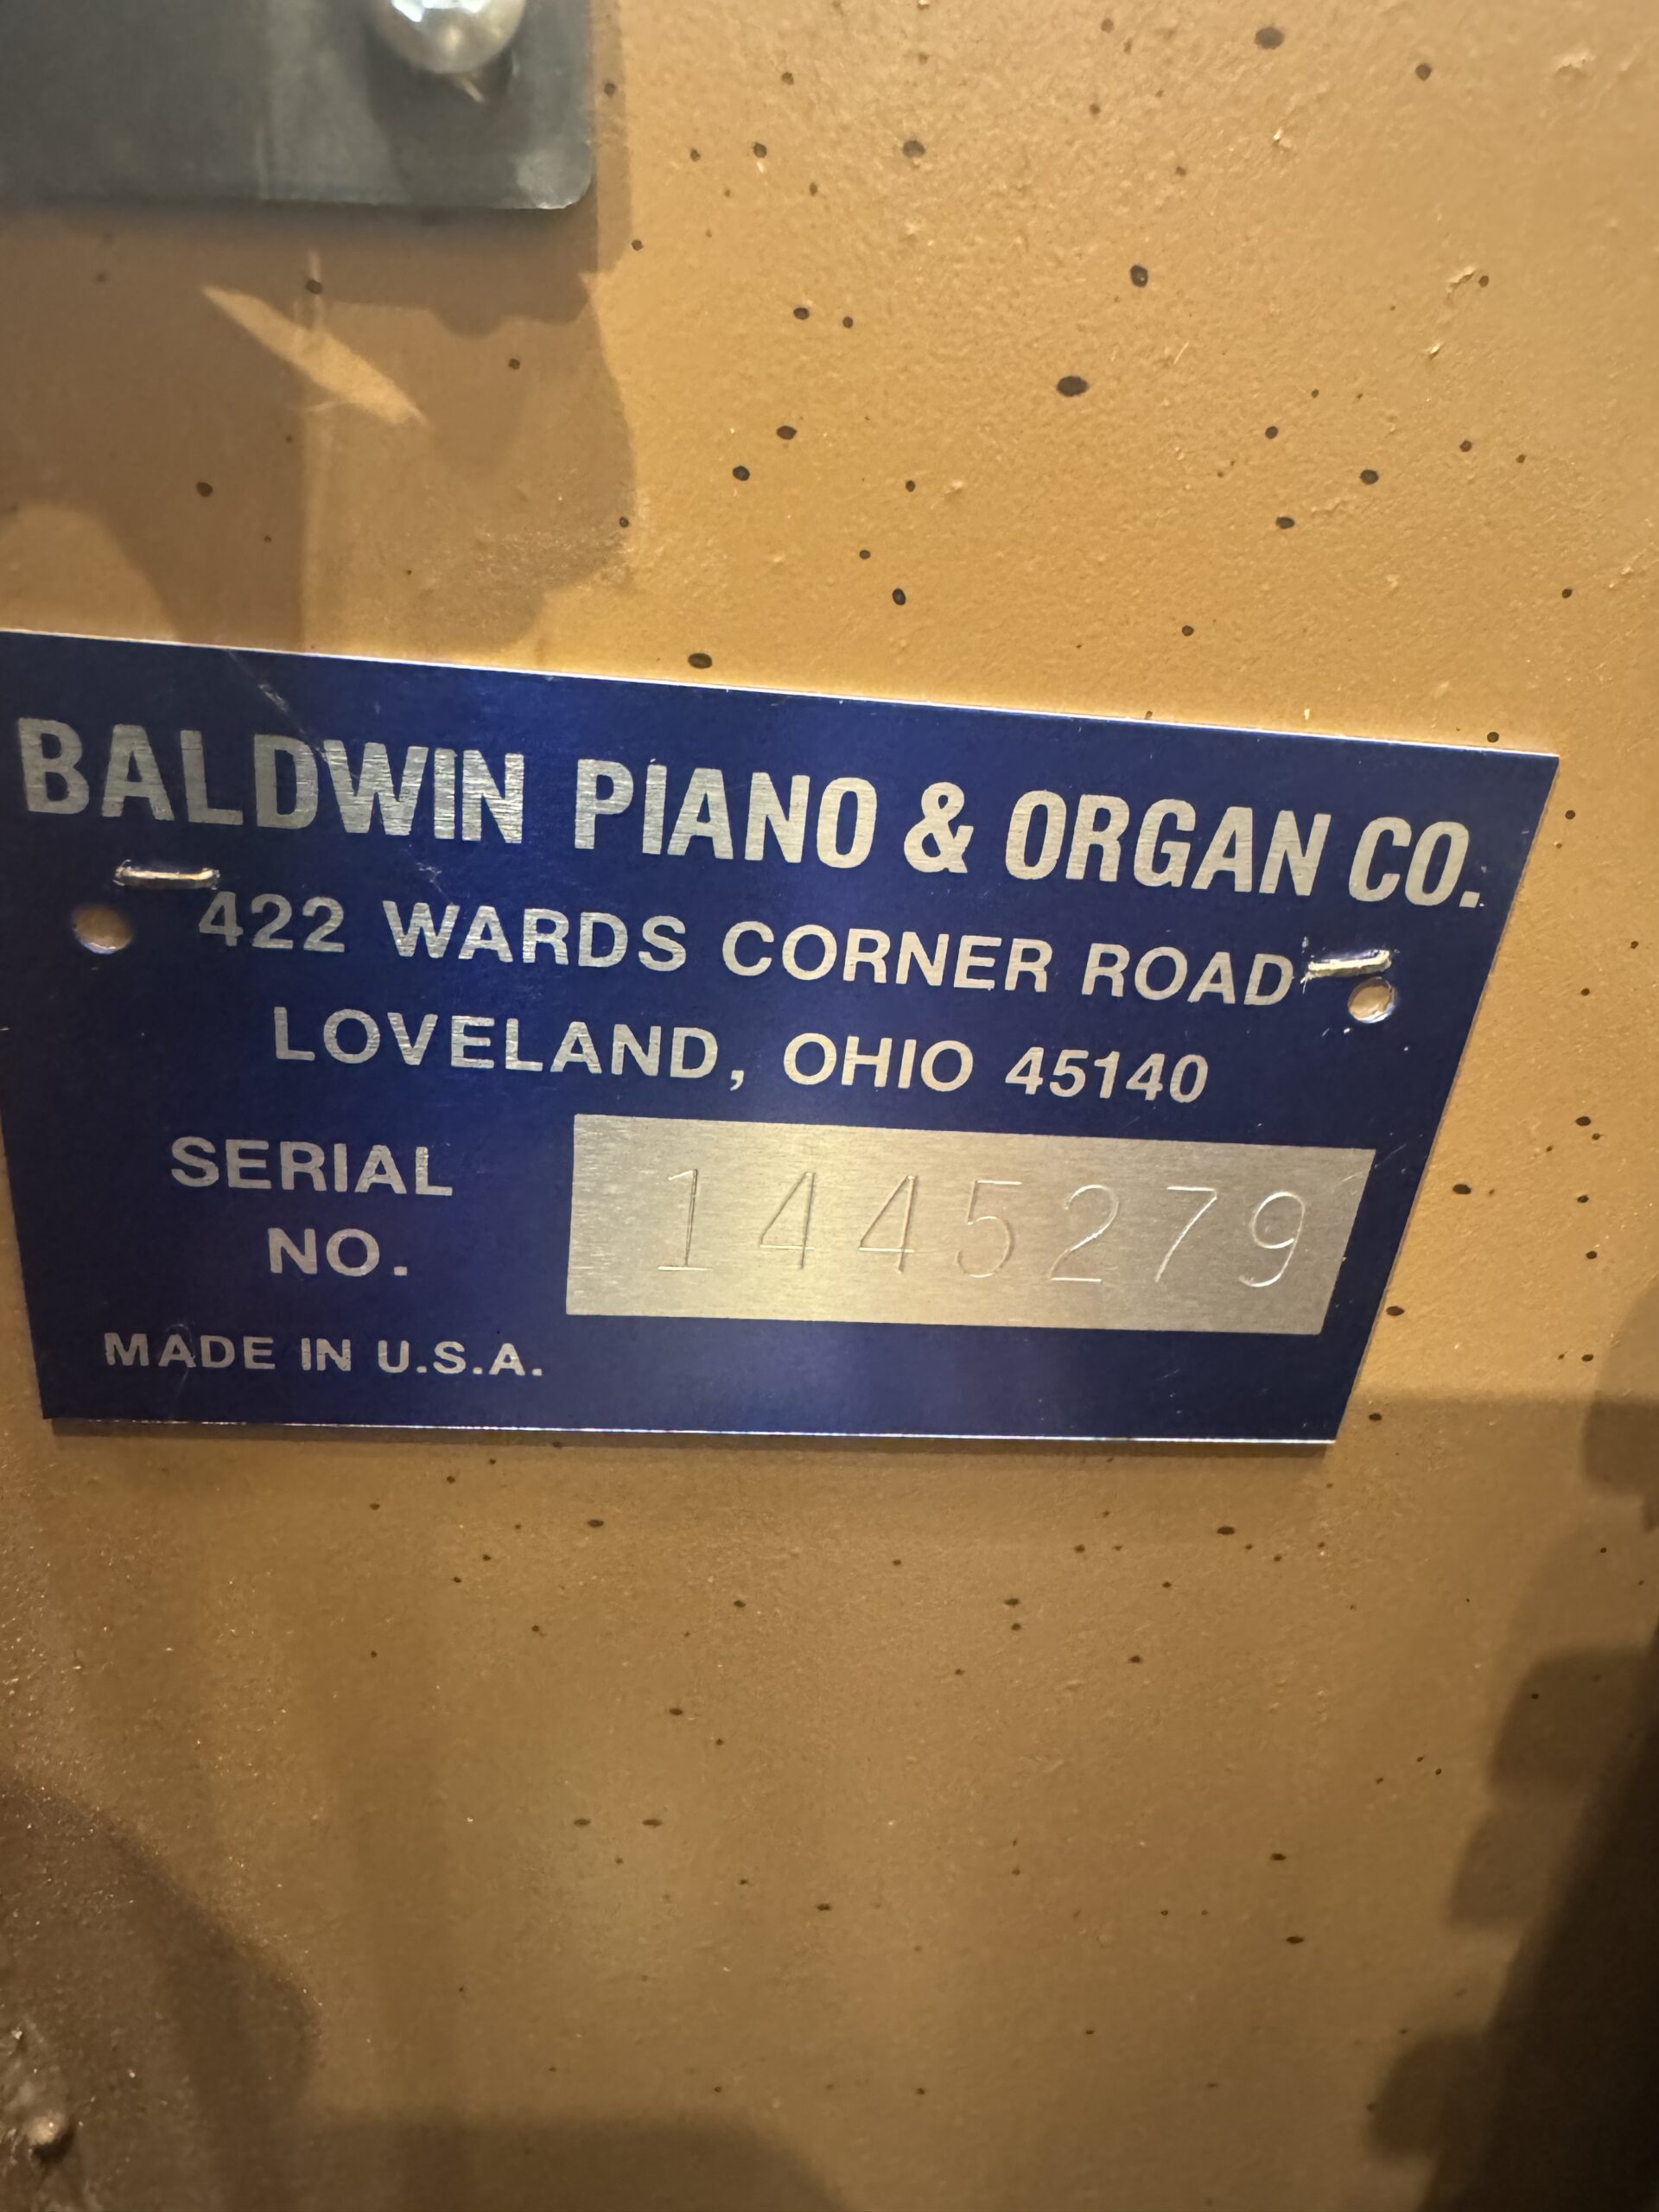 BALDWIN PIANO & ORGAN CO.
422 WARDS CORNER ROAD
LOVELAND, OHIO 45140
SERIAL
NO. 1445279
MADE IN U.S.A.